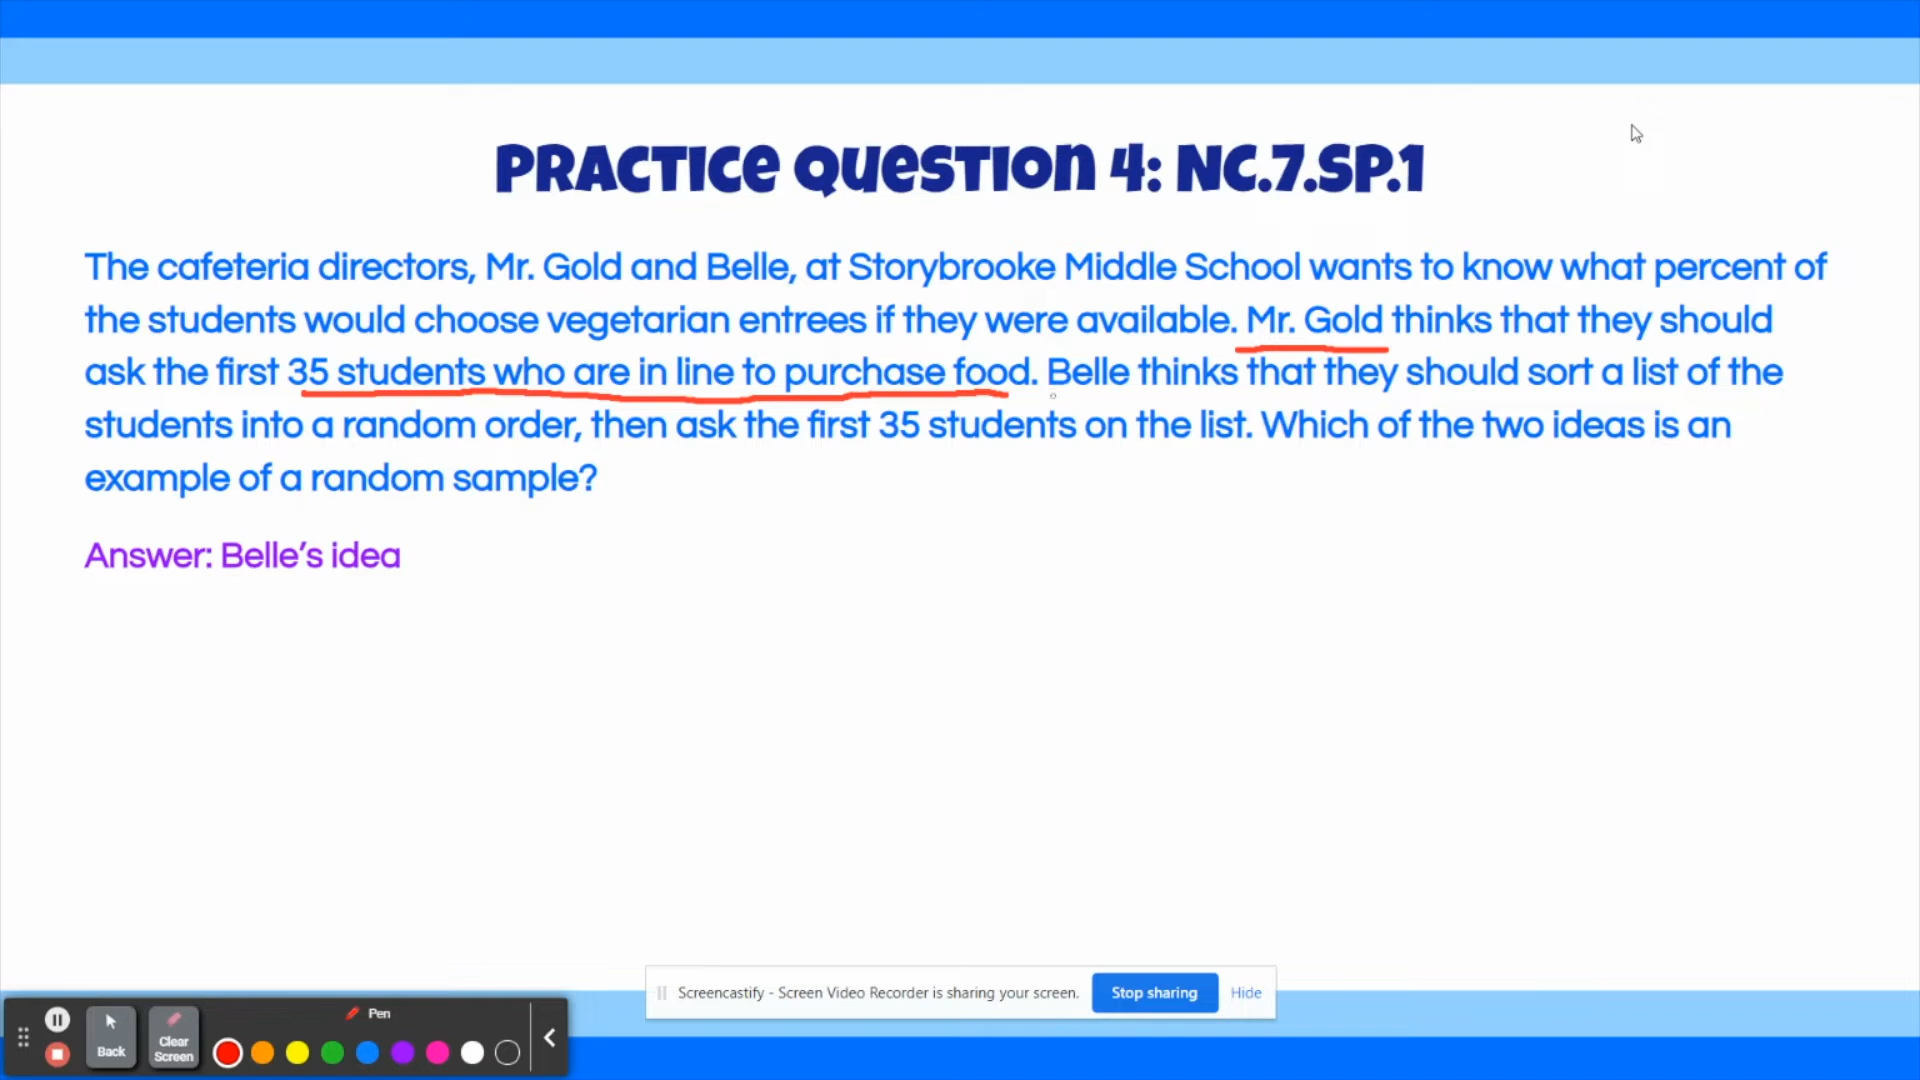 PRACTICE QUESTION 4: NC.7.SP.1
The cafeteria directors, Mr. Gold and Belle, at Storybrooke Middle School wants to know what percent of
the students would choose vegetarian entrees if they were available. Mr. Gold thinks that they should
ask the first 35 students who are in line to purchase food. Belle thinks that they should sort a list of the
students into a random order, then ask the first 35 students on the list. Which of the two ideas is an
example of a random sample?
Answer: Belle's idea
Screencastify - Screen Video Recorder is sharing your screen.
Stop sharing
Hide
Pen
Back
Clear
Screen